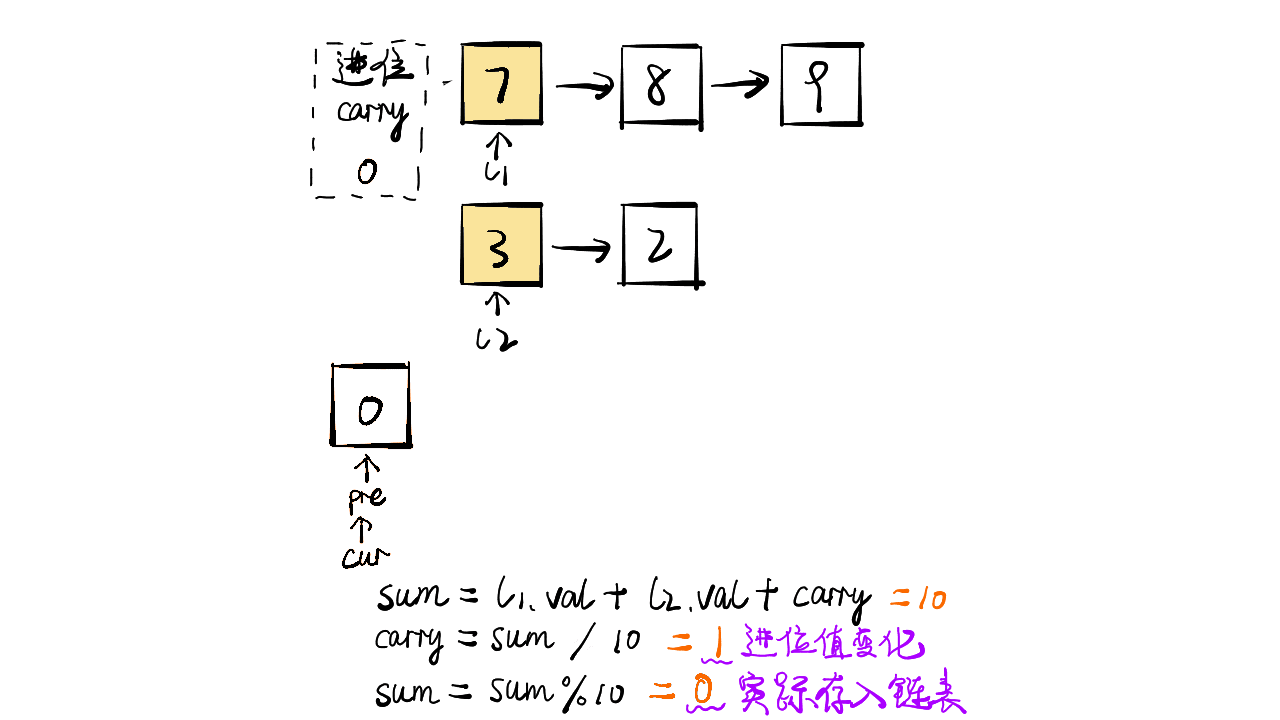 进位
carry
0
7 → 8 → 9
↑
l1
3 → 2
↑
l2
0
↑
pre
↑
cur
sum = l1.val + l2.val + carry = 10
carry = sum / 10 = 1 进位值变化
sum = sum%10 = 0 实际存入链表